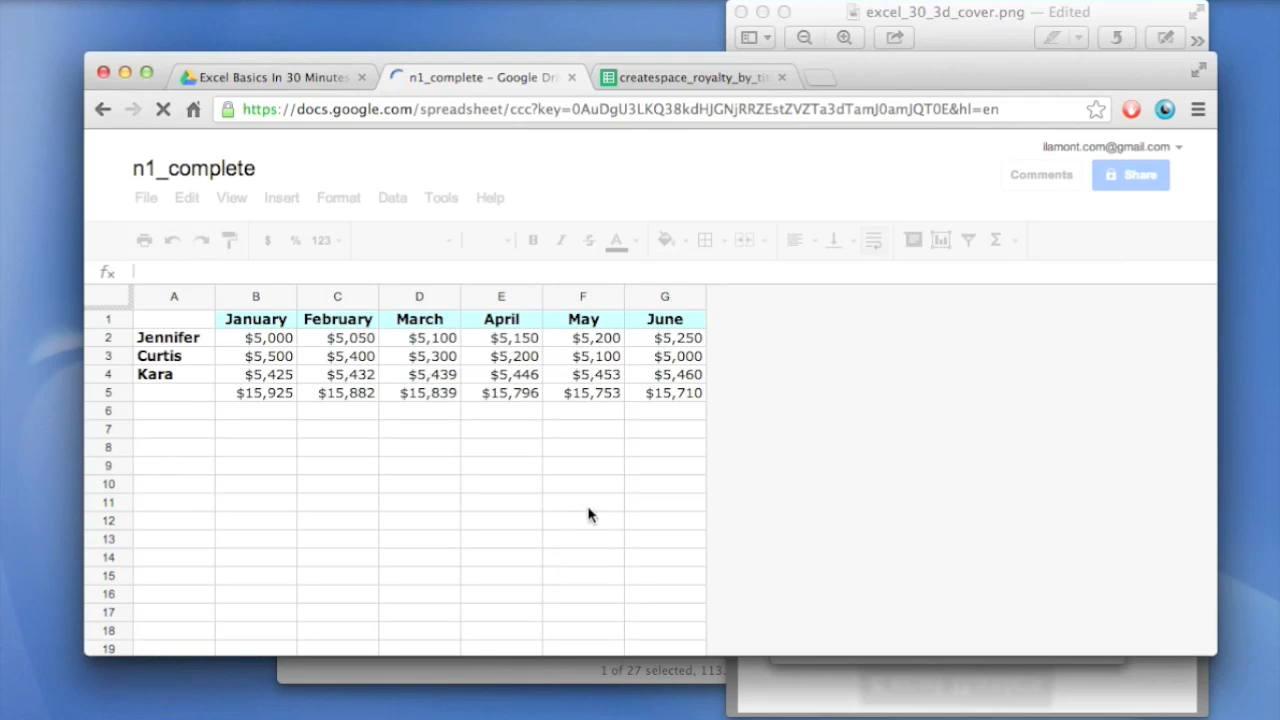 excel_30_3d_cover.png — Edited
Excel Basics In 30 Minutes
n1_complete – Google Dri
createspace_royalty_by_tit
https://docs.google.com/spreadsheet/ccc?key=0AuDgU3LKQ38kdHJGNjRRZEstZVZTa3dTamJ0amJQT0E&hl=en
ilamont.com@gmail.com
n1_complete
Comments
Share
File Edit View Insert Format Data Tools Help
$ % 123 B I S A Σ
fx
A B C D E F G
1 January February March April May June
2 Jennifer $5,000 $5,050 $5,100 $5,150 $5,200 $5,250
3 Curtis $5,500 $5,400 $5,300 $5,200 $5,100 $5,000
4 Kara $5,425 $5,432 $5,439 $5,446 $5,453 $5,460
5 $15,925 $15,882 $15,839 $15,796 $15,753 $15,710
6
7
8
9
10
11
12
13
14
15
16
17
18
19
1 of 27 selected, 113.